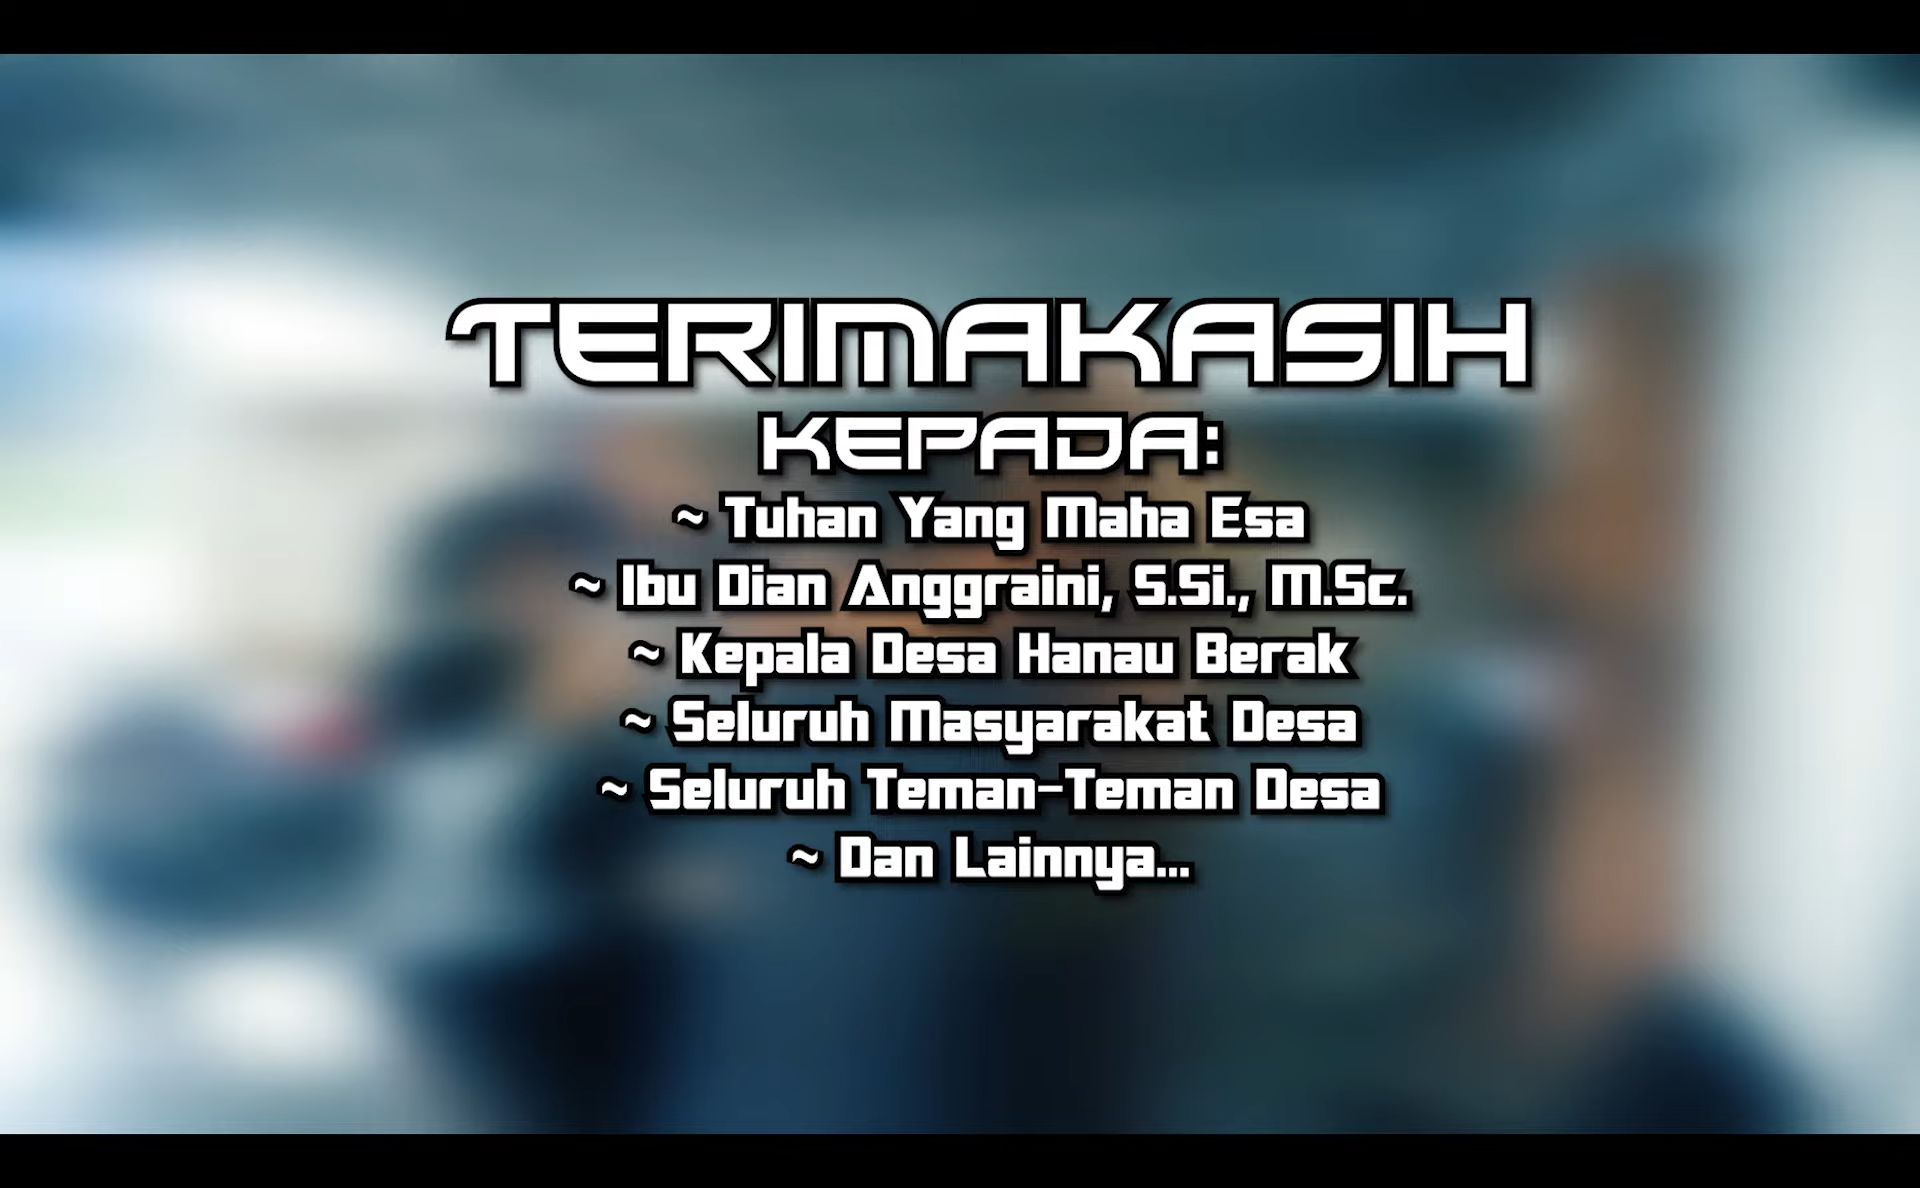 TERIMAKASIH
KEPADA:
~ Tuhan Yang Maha Esa
~ Ibu Dian Anggraini, S.Si., M.Sc.
~ Kepala Desa Hanau Berak
~ Seluruh Masyarakat Desa
~ Seluruh Teman-Teman Desa
~ Dan Lainnya...